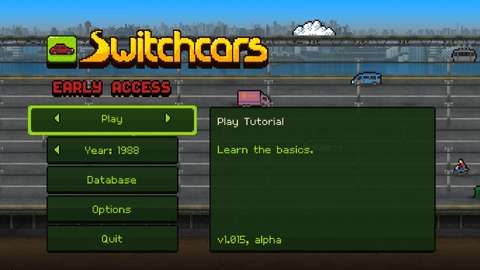 Switchcars
EARLY ACCESS
Play
Year: 1988
Database
Options
Quit
Play Tutorial
Learn the basics.
v1.015, alpha